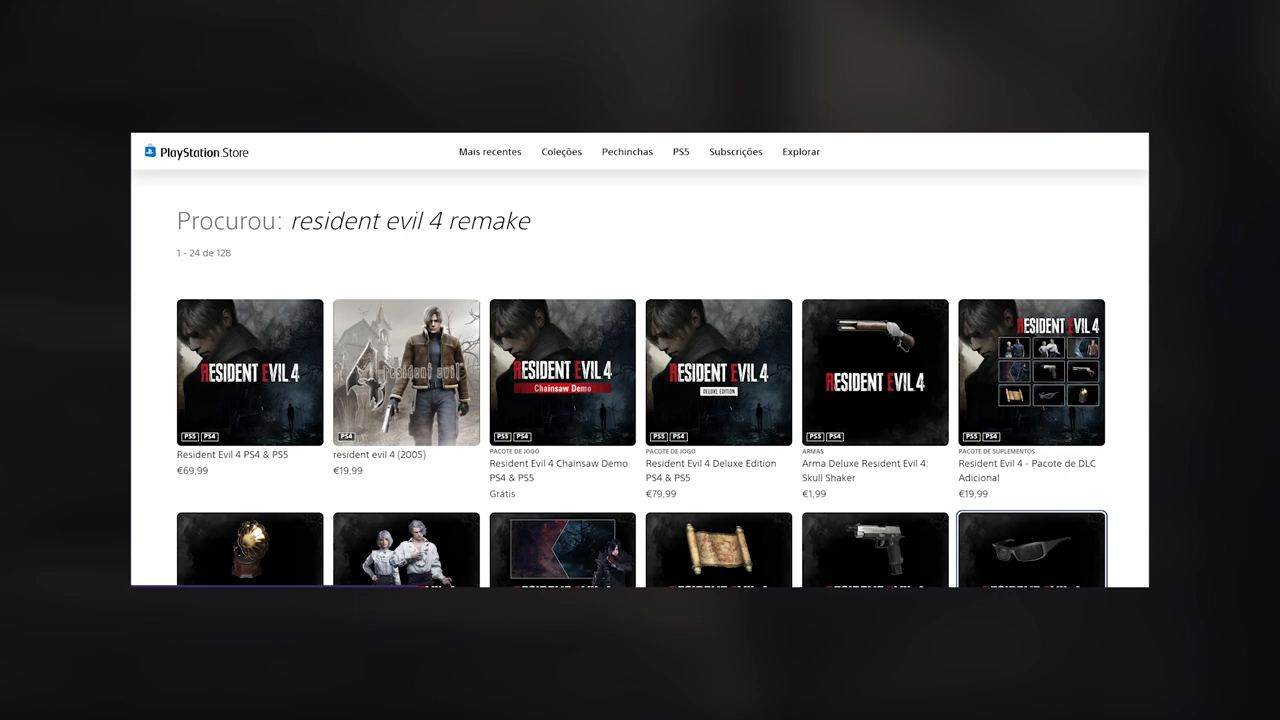 PlayStation Store
Mais recentes Coleções Pechinchas PS5 Subscrições Explorar
Procurou: resident evil 4 remake
1 - 24 de 128
RESIDENT EVIL 4
PS5 PS4
Resident Evil 4 PS4 & PS5
€69,99
resident evil 4
PS4
resident evil 4 (2005)
€19,99
RESIDENT EVIL 4
Chainsaw Demo
PS5 PS4
PACOTE DE JOGO
Resident Evil 4 Chainsaw Demo
PS4 & PS5
Grátis
RESIDENT EVIL 4
DELUXE EDITION
PS5 PS4
PACOTE DE JOGO
Resident Evil 4 Deluxe Edition
PS4 & PS5
€79,99
RESIDENT EVIL 4
PS5 PS4
ARMAS
Arma Deluxe Resident Evil 4:
Skull Shaker
€1,99
RESIDENT EVIL 4
PS5 PS4
PACOTE DE SUPLEMENTOS
Resident Evil 4 - Pacote de DLC
Adicional
€19,99